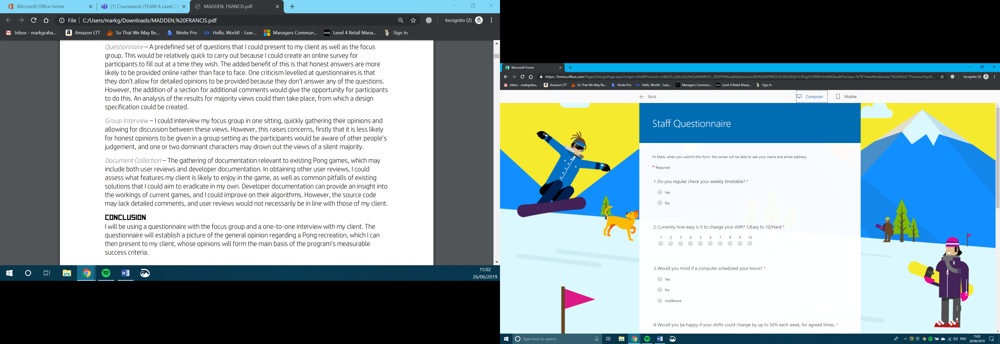 Microsoft Office Home
(1) Coursework (TEAM A Level CS
MADDEN, FRANCIS.pdf
File C:/Users/markg/Downloads/MADDEN,%20FRANCIS.pdf
Incognito (2)
Inbox - markgraha...
Amazon LTT
So That We May Be...
Ninite Pro
C# Hello, World! - Lear...
Managers Commun...
Level 4 Retail Mana...
Sign In
Questionnaire – A predefined set of questions that I could present to my client as well as the focus
group. This would be relatively quick to carry out because I could create an online survey for
participants to fill out at a time they wish. The added benefit of this is that honest answers are more
likely to be provided online rather than face to face. One criticism levelled at questionnaires is that
they don't allow for detailed opinions to be provided because they don't answer any of the questions.
However, the addition of a section for additional comments would give the opportunity for participants
to do this. An analysis of the results for majority views could then take place, from which a design
specification could be created.
Group Interview – I could interview my focus group in one sitting, quickly gathering their opinions and
allowing for discussion between these views. However, this raises concerns, firstly that it is less likely
for honest opinions to be given in a group setting as the participants would be aware of other people's
judgement, and one or two dominant characters may drown out the views of a silent majority.
Document Collection – The gathering of documentation relevant to existing Pong games, which may
include both user reviews and developer documentation. In obtaining other user reviews, I could
assess what features my client is likely to enjoy in the game, as well as common pitfalls of existing
solutions that I could aim to eradicate in my own. Developer documentation can provide an insight into
the workings of current games, and I could improve on their algorithms. However, the source code
may lack detailed comments, and user reviews would not necessarily be in line with those of my client.
CONCLUSION
I will be using a questionnaire with the focus group and a one-to-one interview with my client. The
questionnaire will establish a picture of the general opinion regarding a Pong recreation, which I can
then present to my client, whose opinions will form the main basis of the program's measurable
success criteria.
15:02
26/06/2019
Microsoft Forms
Incognito (2)
Inbox - markgraha...
Amazon LTT
So That We May Be...
Ninite Pro
C# Hello, World! - Lear...
Managers Commun...
Level 4 Retail Mana...
Sign In
Back
Computer
Mobile
Staff Questionnaire
Hi Mark, when you submit this form, the owner will be able to see your name and email address.
* Required
1. Do you regular check your weekly timetable? *
Yes
No
2. Currently how easy is it to change your shift? 1/Easy to 10/Hard *
1 2 3 4 5 6 7 8 9 10
3. Would you mind if a computer scheduled your hours? *
Yes
No
Indifferent
4. Would you be happy if your shifts could change by up to 50% each week, for agreed times. *
Type here to search
ENG
15:02
26/06/2019